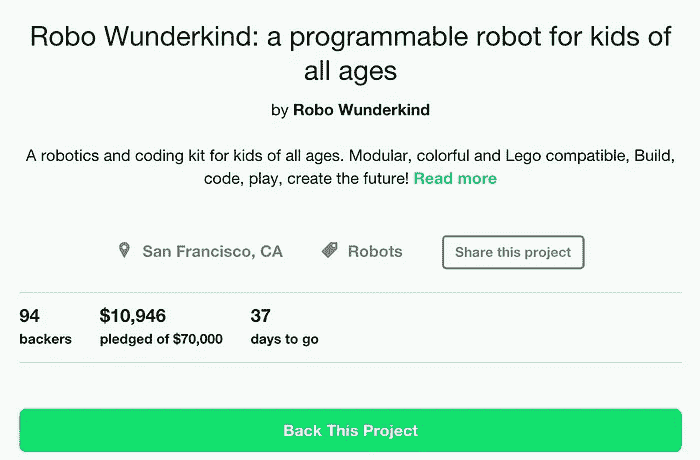 Robo Wunderkind: a programmable robot for kids of
all ages
by Robo Wunderkind
A robotics and coding kit for kids of all ages. Modular, colorful and Lego compatible, Build,
code, play, create the future! Read more
San Francisco, CA Robots Share this project
94 $10,946 37
backers pledged of $70,000 days to go
Back This Project